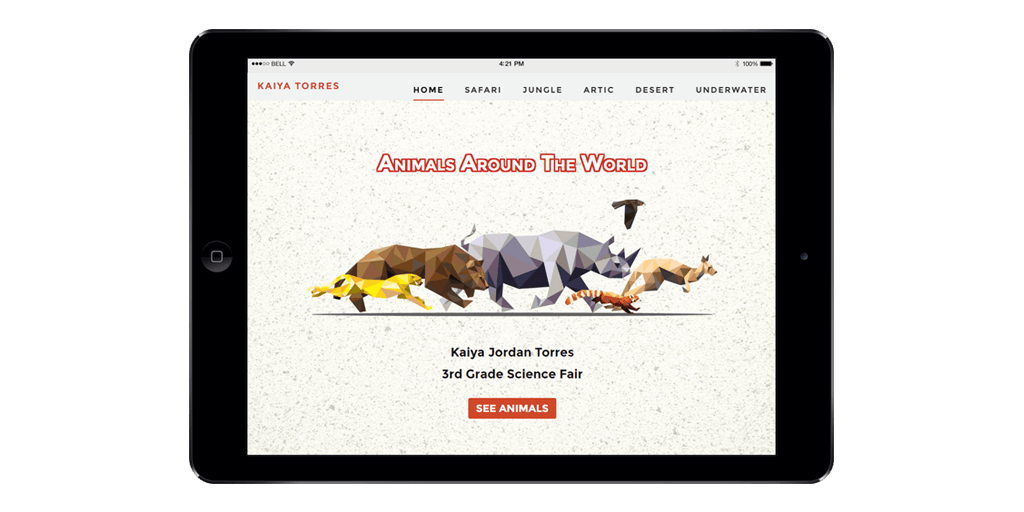 BELL 4:21 PM 100%
KAIYA TORRES HOME SAFARI JUNGLE ARTIC DESERT UNDERWATER
Animals Around The World
Kaiya Jordan Torres
3rd Grade Science Fair
SEE ANIMALS